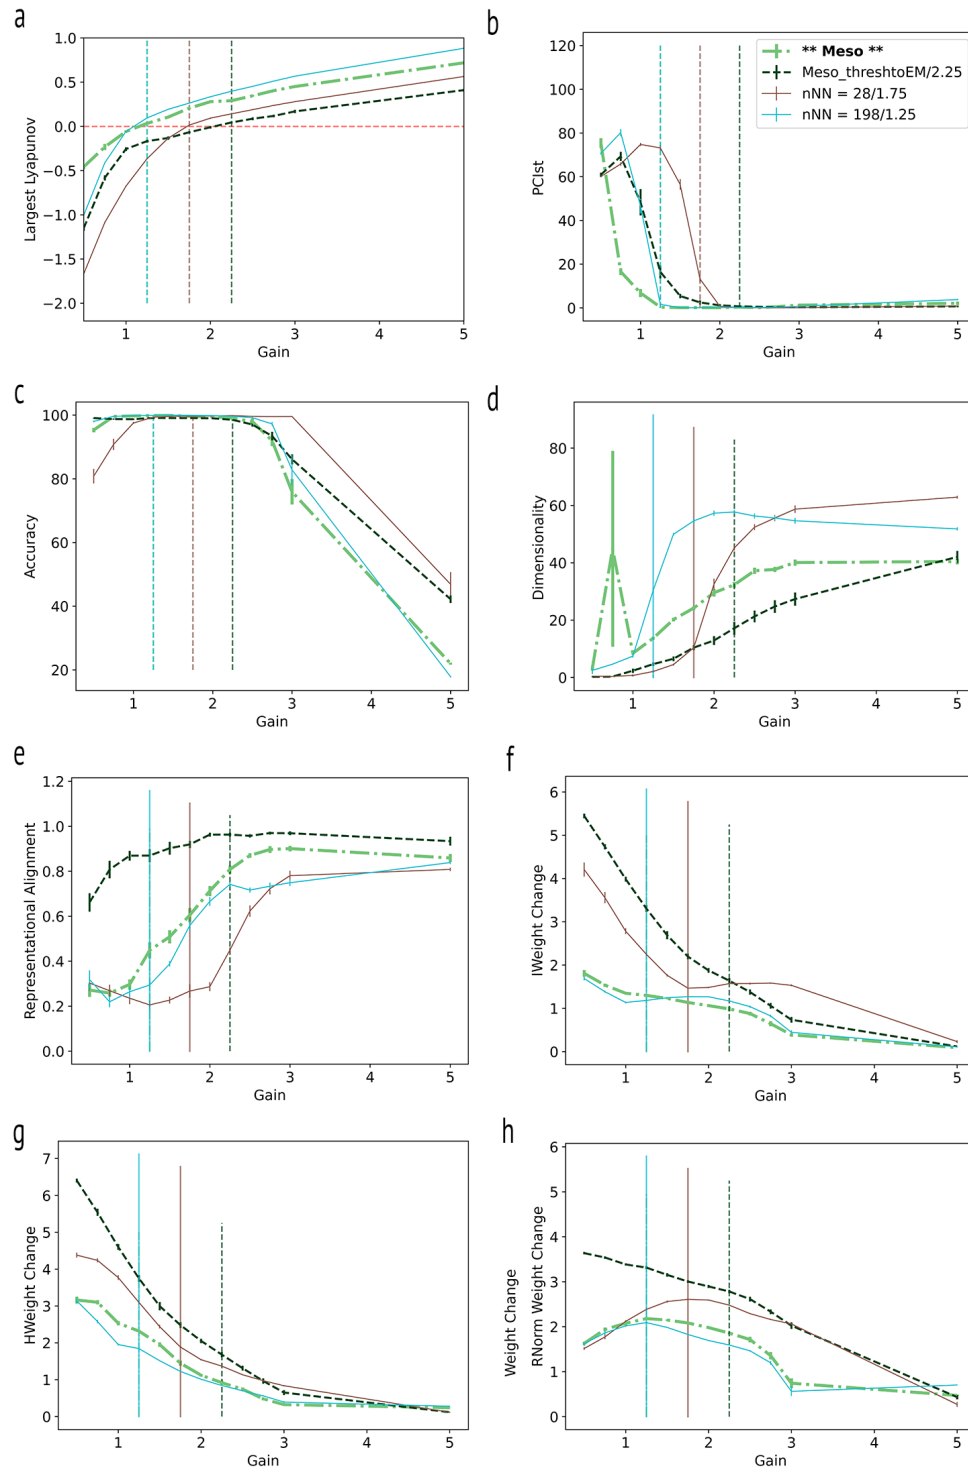 a
1.0
0.5
0.0
−0.5
−1.0
−1.5
−2.0
Largest Lyapunov
1 2 3 4 5
Gain
b
120
100
80
60
40
20
0
PCIst
** Meso **
Meso_threshtoEM/2.25
nNN = 28/1.75
nNN = 198/1.25
1 2 3 4 5
Gain
c
100
80
60
40
20
Accuracy
1 2 3 4 5
Gain
d
80
60
40
20
0
Dimensionality
1 2 3 4 5
Gain
e
1.2
1.0
0.8
0.6
0.4
0.2
0.0
Representational Alignment
1 2 3 4 5
Gain
f
6
5
4
3
2
1
0
IWeight Change
1 2 3 4 5
Gain
g
7
6
5
4
3
2
1
0
HWeight Change
1 2 3 4 5
Gain
h
6
5
4
3
2
1
0
Weight Change
RNorm Weight Change
1 2 3 4 5
Gain